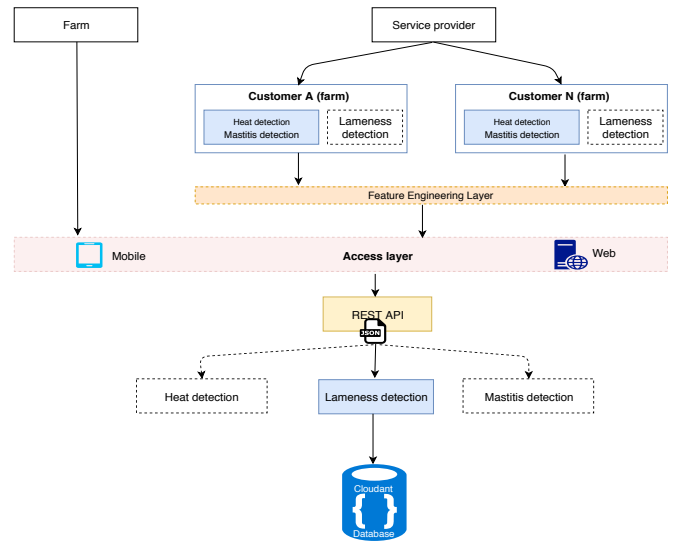 Farm
Service provider
Customer A (farm)
Heat detection
Mastitis detection
Lameness
detection
Customer N (farm)
Heat detection
Mastitis detection
Lameness
detection
Feature Engineering Layer
Mobile
Access layer
Web
REST API
JSON
Heat detection
Lameness detection
Mastitis detection
Cloudant
{ }
Database